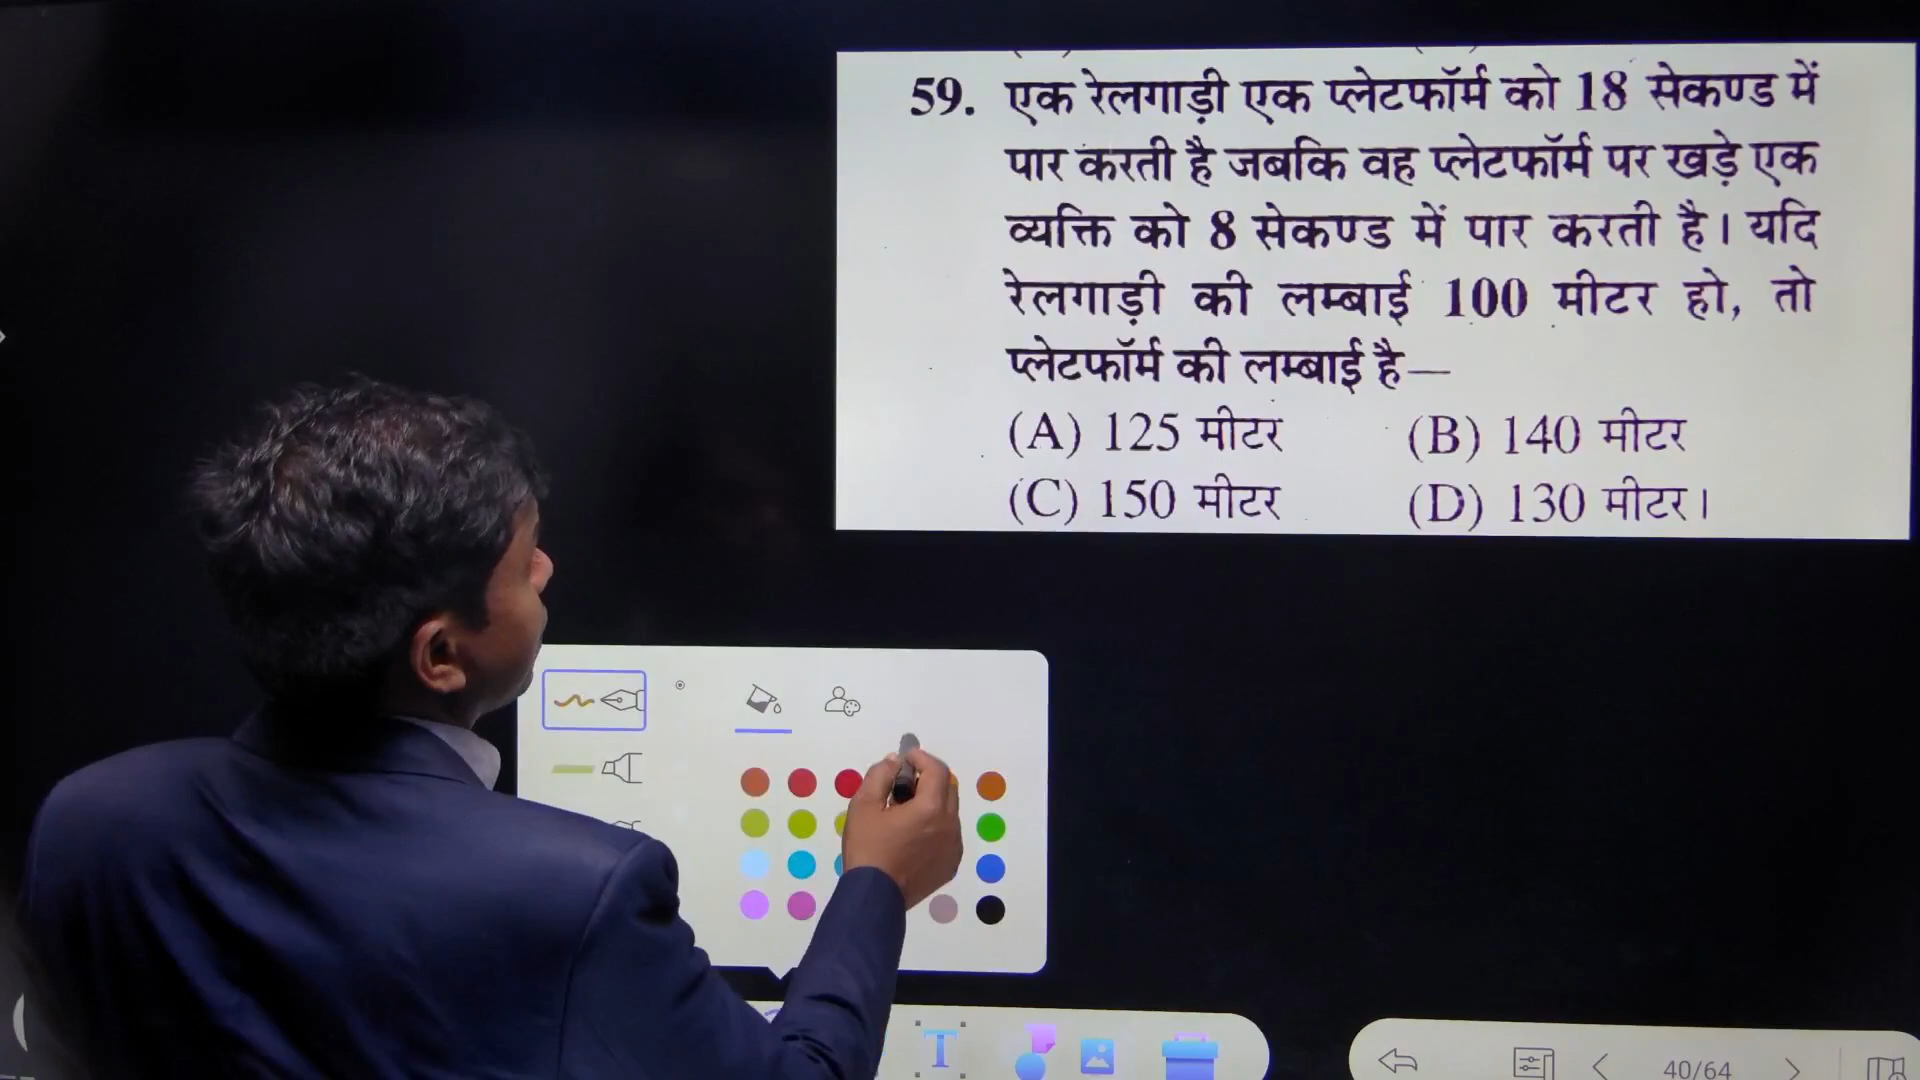 59. एक रेलगाड़ी एक प्लेटफॉर्म को 18 सेकण्ड में
पार करती है जबकि वह प्लेटफॉर्म पर खड़े एक
व्यक्ति को 8 सेकण्ड में पार करती है। यदि
रेलगाड़ी की लम्बाई 100 मीटर हो, तो
प्लेटफॉर्म की लम्बाई है—
(A) 125 मीटर (B) 140 मीटर
(C) 150 मीटर (D) 130 मीटर।
T
40/64